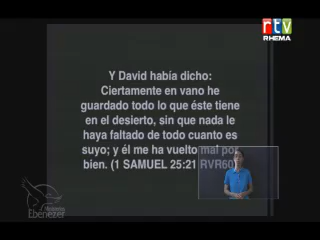 rtv
RHEMA
Y David había dicho:
Ciertamente en vano he
guardado todo lo que éste tiene
en el desierto, sin que nada le
haya faltado de todo cuanto es
suyo; y él me ha vuelto mal por
bien. (1 SAMUEL 25:21 RVR60)
Ministerios
Ebenezer